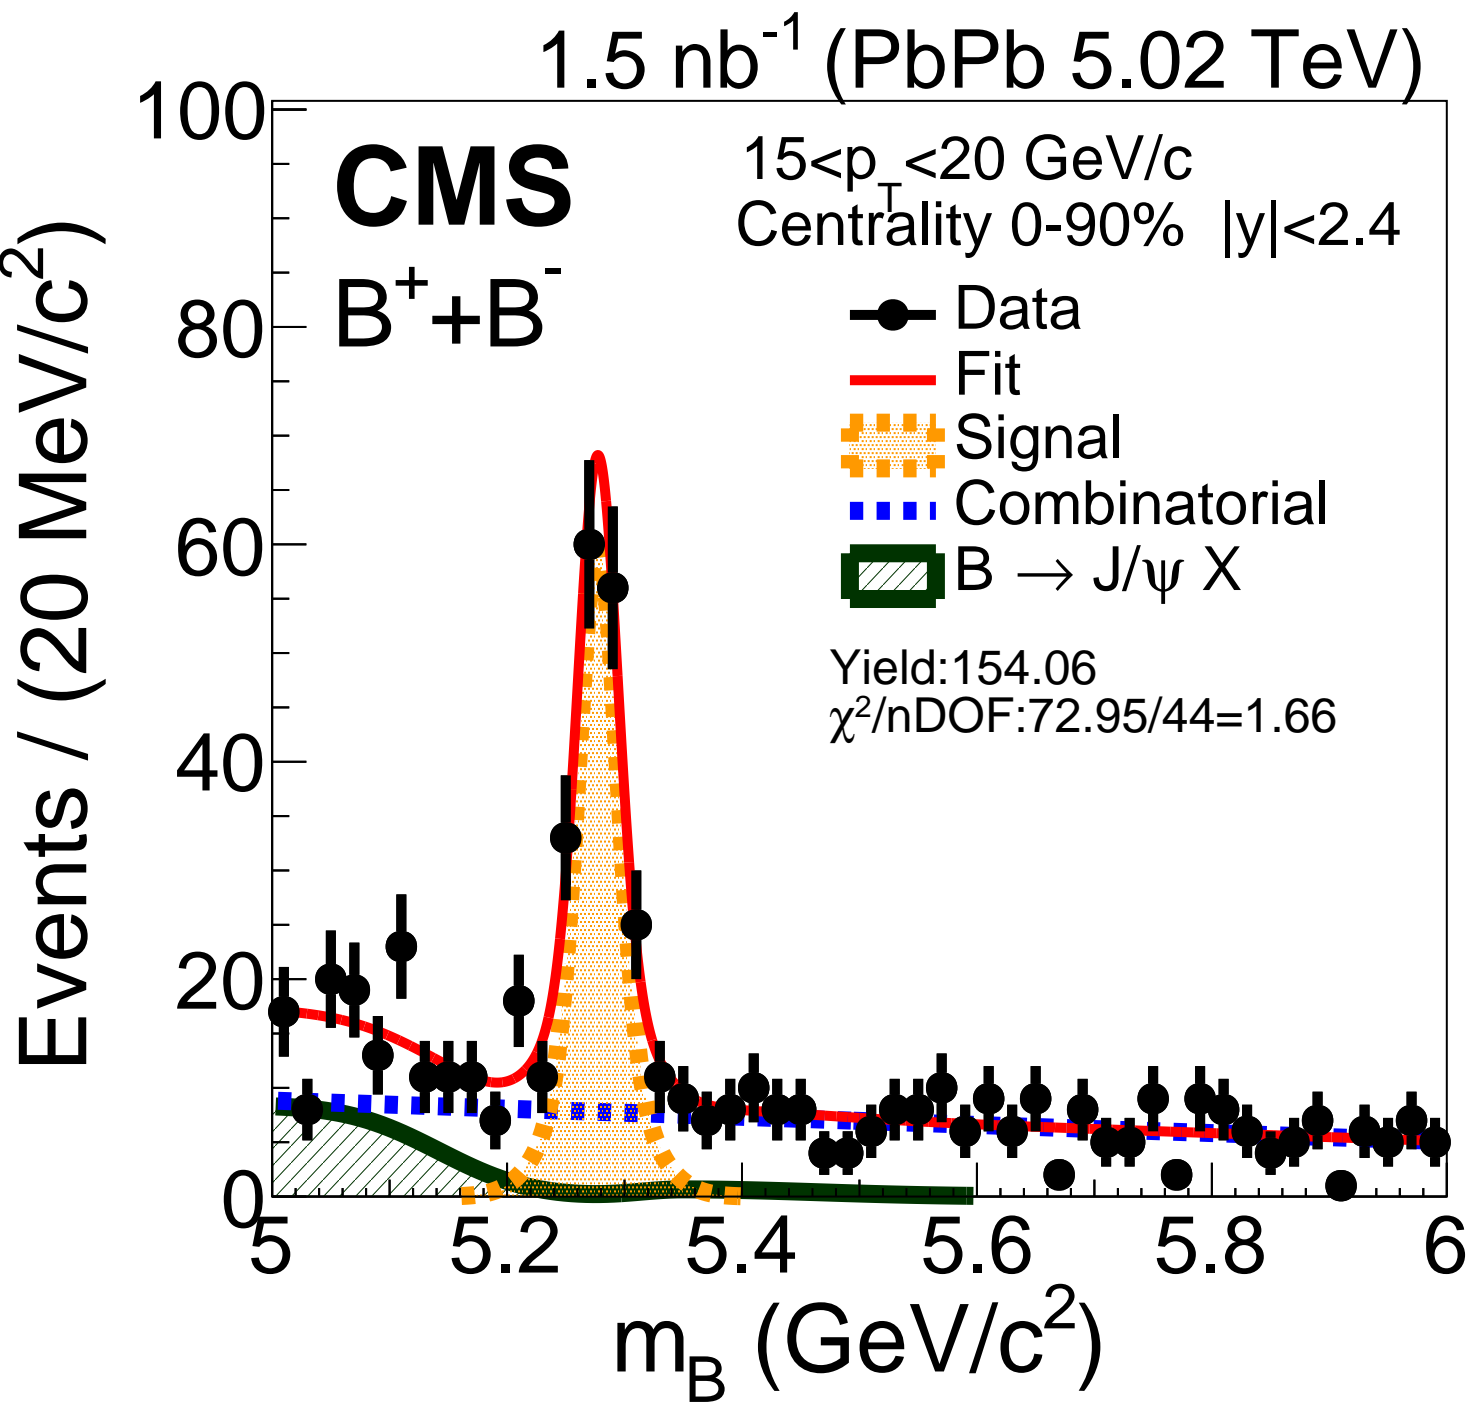 1.5 nb⁻¹ (PbPb 5.02 TeV)
CMS
B⁺+B⁻
15<p_T<20 GeV/c
Centrality 0-90% |y|<2.4
Data
Fit
Signal
Combinatorial
B → J/ψ X
Yield:154.06
χ²/nDOF:72.95/44=1.66
Events / (20 MeV/c²)
100
80
60
40
20
0
5 5.2 5.4 5.6 5.8 6
m_B (GeV/c²)